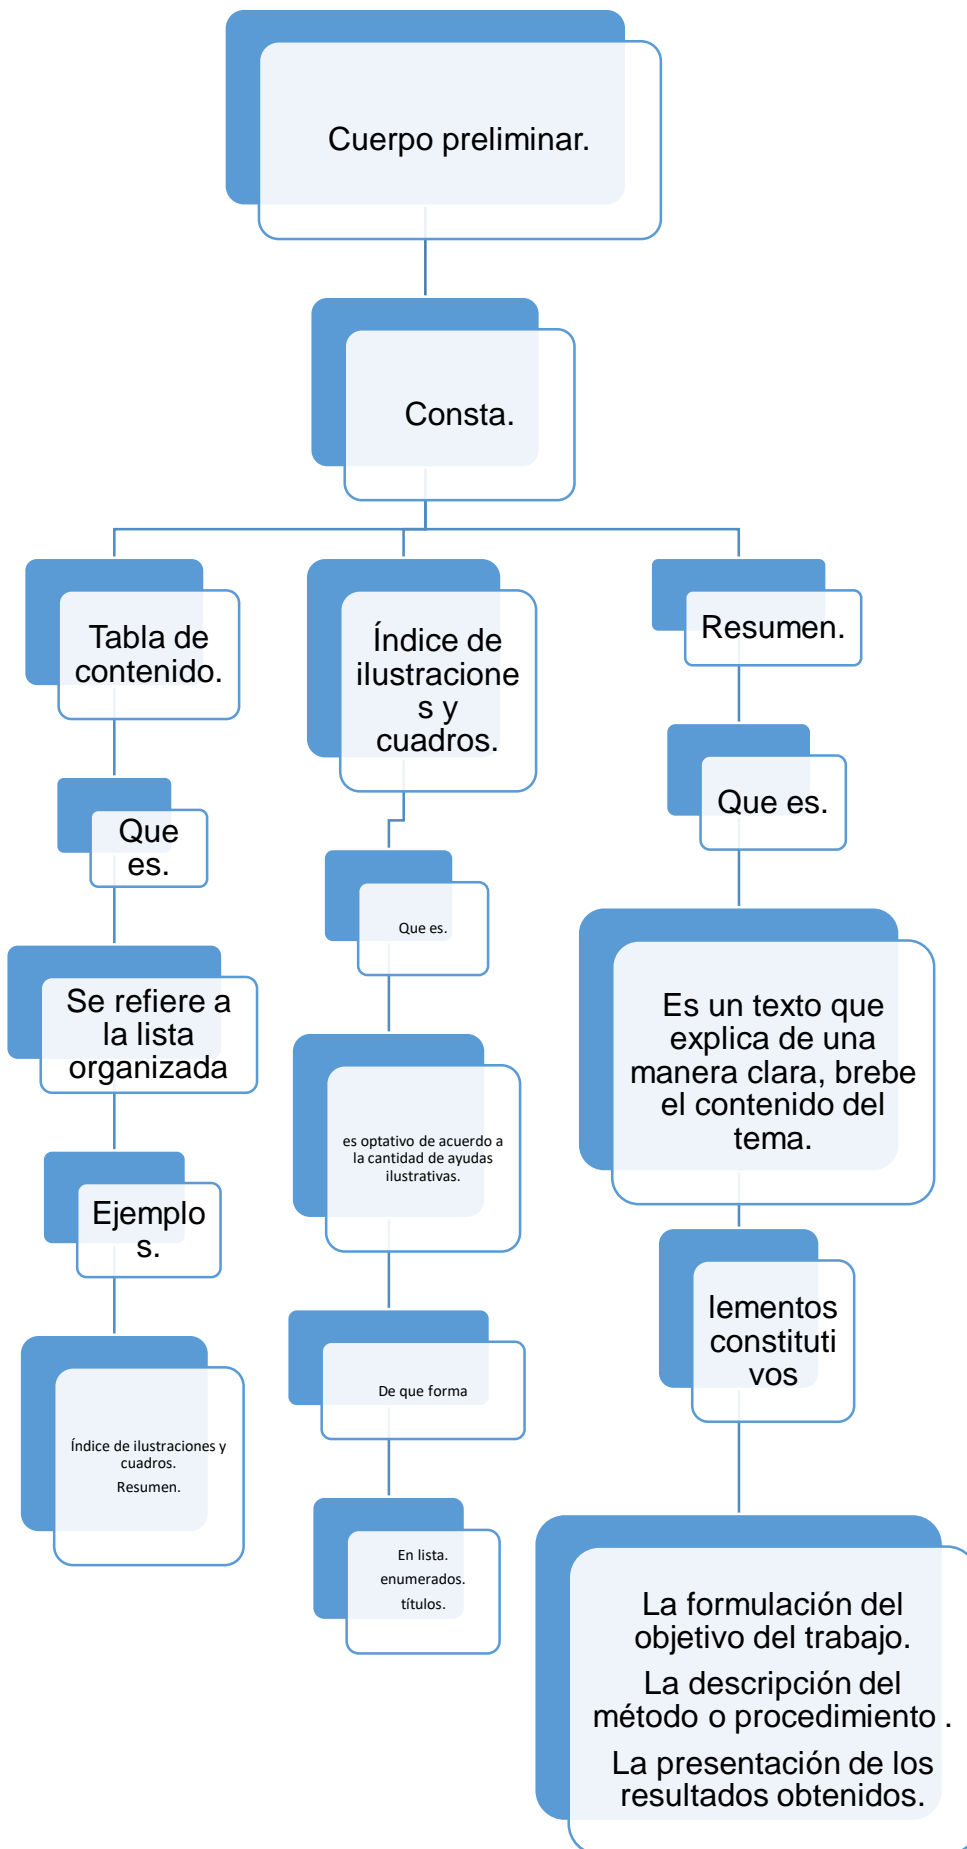 Cuerpo preliminar.
Consta.
Tabla de
contenido.
Que
es.
Se refiere a
la lista
organizada
Ejemplo
s.
Índice de ilustraciones y
cuadros.
Resumen.
Índice de
ilustracione
s y
cuadros.
Que es.
es optativo de acuerdo a
la cantidad de ayudas
ilustrativas.
De que forma
En lista.
enumerados.
títulos.
Resumen.
Que es.
Es un texto que
explica de una
manera clara, brebe
el contenido del
tema.
lementos
constituti
vos
La formulación del
objetivo del trabajo.
La descripción del
método o procedimiento .
La presentación de los
resultados obtenidos.